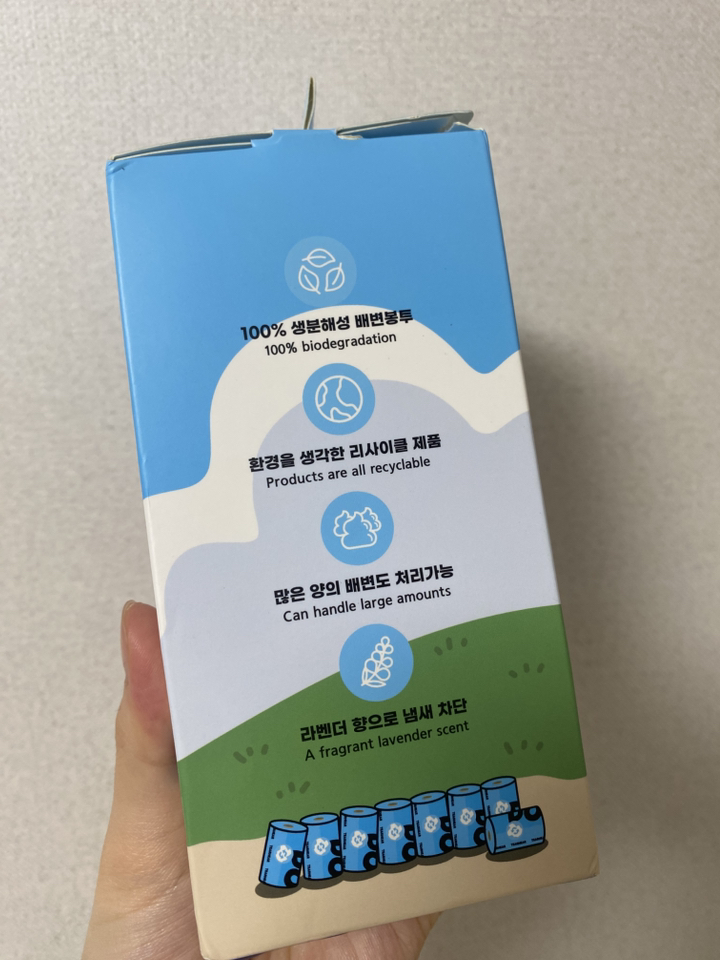 100% 생분해성 배변봉투
100% biodegradation
환경을 생각한 리사이클 제품
Products are all recyclable
많은 양의 배변도 처리가능
Can handle large amounts
라벤더 향으로 냄새 차단
A fragrant lavender scent